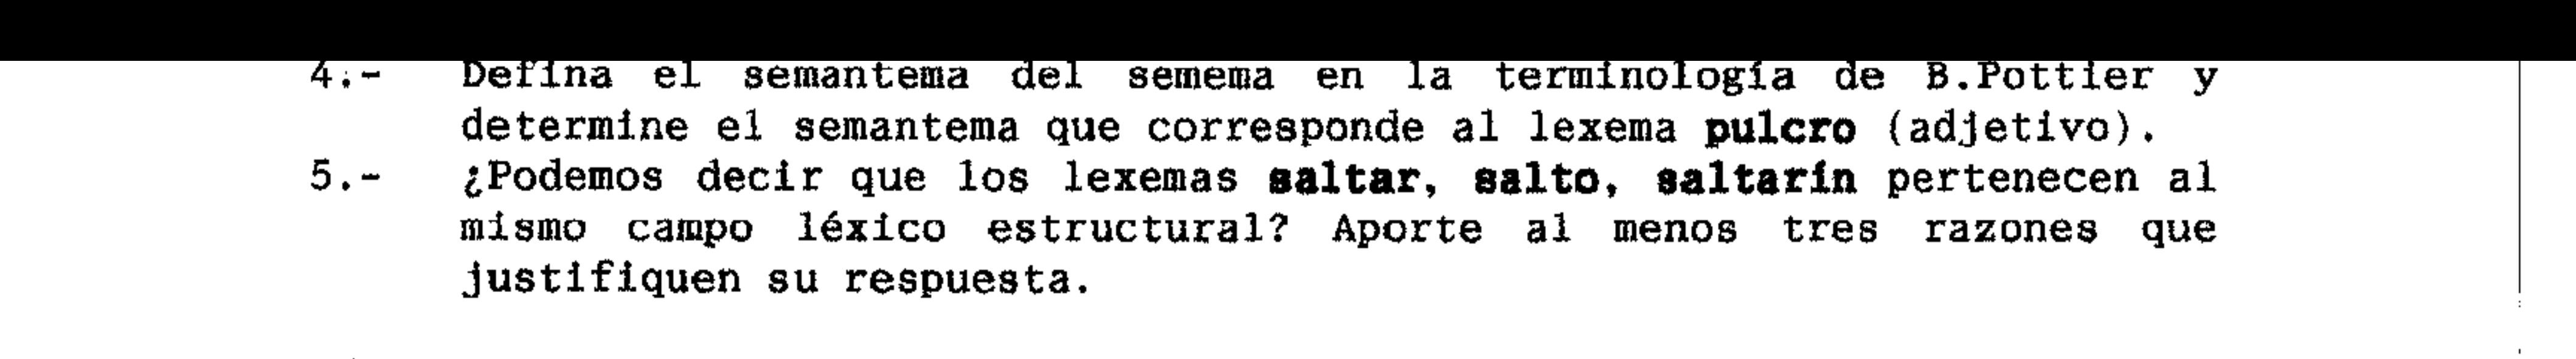 4.- Defina el semantema del semema en la terminología de B.Pottier y
determine el semantema que corresponde al lexema pulcro (adjetivo).
5.- ¿Podemos decir que los lexemas saltar, salto, saltarín pertenecen al
mismo campo léxico estructural? Aporte al menos tres razones que
justifiquen su respuesta.